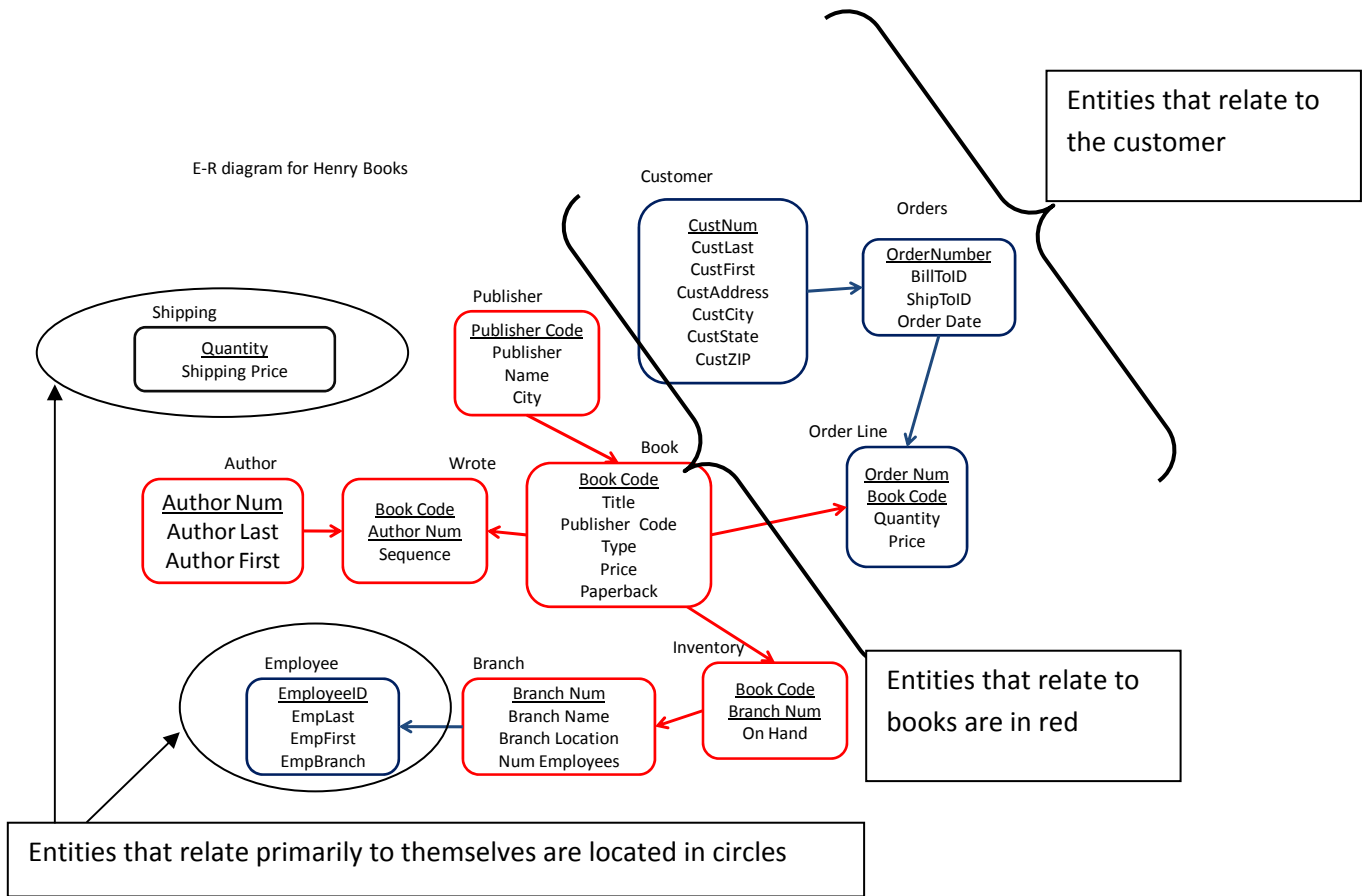 Entities that relate to
the customer
E-R diagram for Henry Books
Customer
CustNum
CustLast
CustFirst
CustAddress
CustCity
CustState
CustZIP
Orders
OrderNumber
BillToID
ShipToID
Order Date
Shipping
Quantity
Shipping Price
Publisher
Publisher Code
Publisher
Name
City
Author
Author Num
Author Last
Author First
Wrote
Book Code
Author Num
Sequence
Book
Book Code
Title
Publisher Code
Type
Price
Paperback
Order Line
Order Num
Book Code
Quantity
Price
Employee
EmployeeID
EmpLast
EmpFirst
EmpBranch
Branch
Branch Num
Branch Name
Branch Location
Num Employees
Inventory
Book Code
Branch Num
On Hand
Entities that relate to
books are in red
Entities that relate primarily to themselves are located in circles